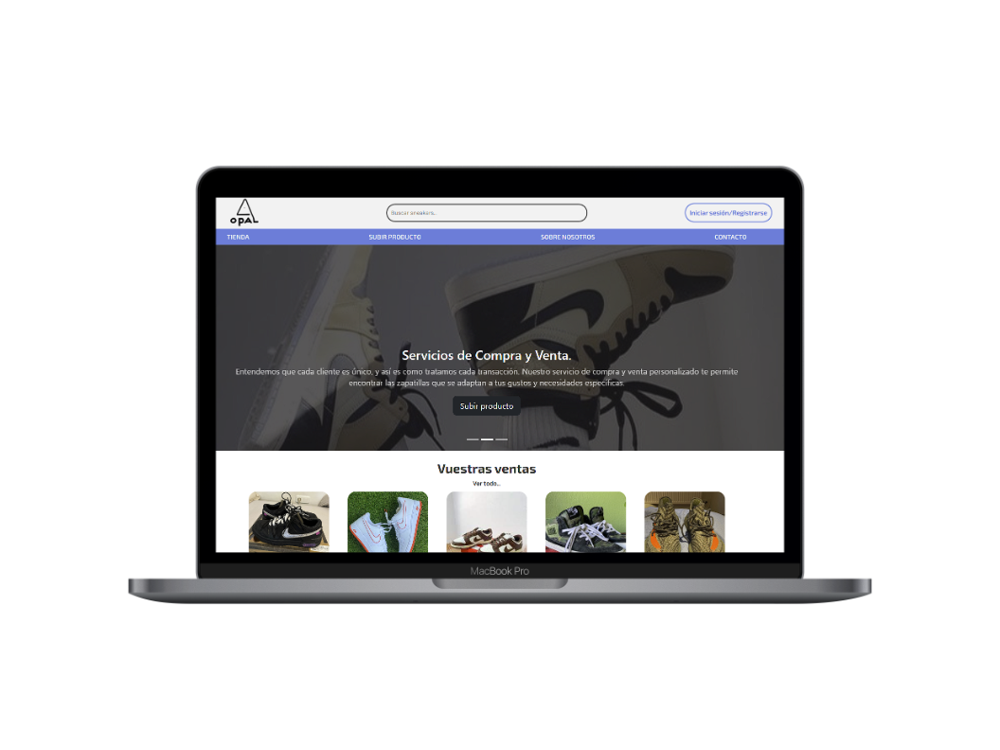 OPAL
Buscar sneakers...
Iniciar sesión/Registrarse
TIENDA
SUBIR PRODUCTO
SOBRE NOSOTROS
CONTACTO
Servicios de Compra y Venta.
Entendemos que cada cliente es único, y así es como tratamos cada transacción. Nuestro servicio de compra y venta personalizado te permite
encontrar las zapatillas que se adaptan a tus gustos y necesidades específicas.
Subir producto
Vuestras ventas
Ver todo...
MacBook Pro